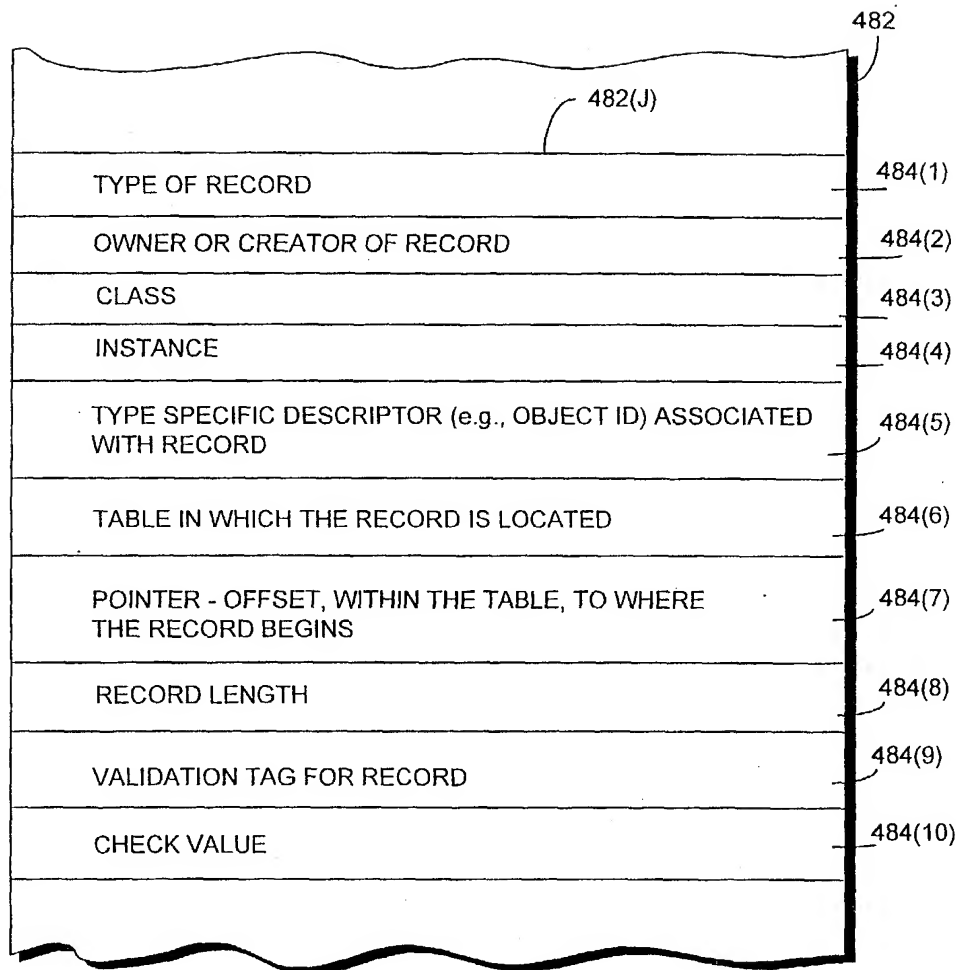 482
482(J)
TYPE OF RECORD 484(1)
OWNER OR CREATOR OF RECORD 484(2)
CLASS 484(3)
INSTANCE 484(4)
TYPE SPECIFIC DESCRIPTOR (e.g., OBJECT ID) ASSOCIATED
WITH RECORD 484(5)
TABLE IN WHICH THE RECORD IS LOCATED 484(6)
POINTER - OFFSET, WITHIN THE TABLE, TO WHERE 484(7)
THE RECORD BEGINS
RECORD LENGTH 484(8)
VALIDATION TAG FOR RECORD 484(9)
CHECK VALUE 484(10)